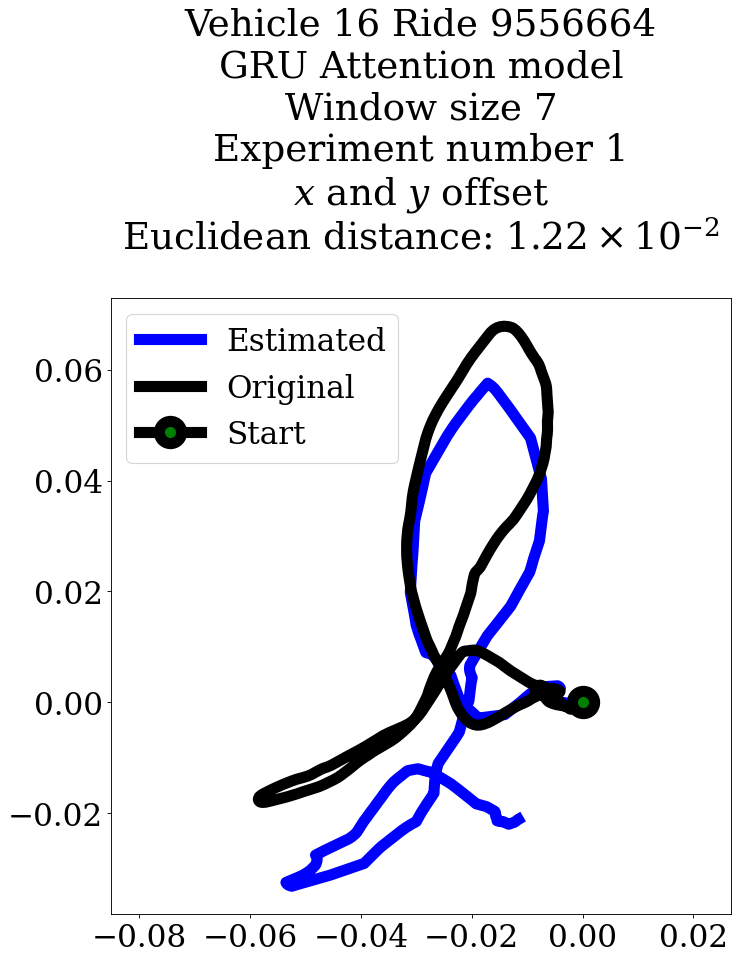 Vehicle 16 Ride 9556664
GRU Attention model
Window size 7
Experiment number 1
x and y offset
Euclidean distance: 1.22 × 10⁻²
Estimated
Original
Start
0.06
0.04
0.02
0.00
−0.02
−0.08 −0.06 −0.04 −0.02 0.00 0.02